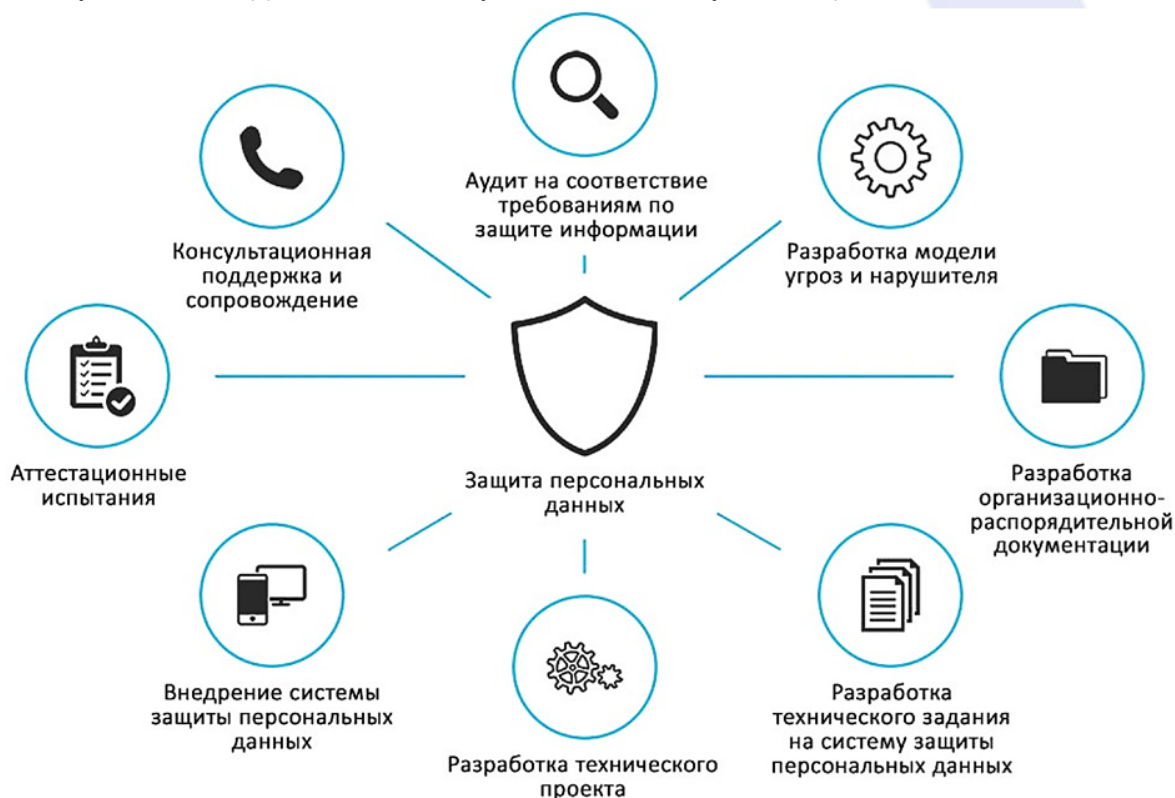 Аудит на соответствие
требованиям по
защите информации
Разработка модели
угроз и нарушителя
Разработка
организационно-
распорядительной
документации
Разработка
технического задания
на систему защиты
персональных данных
Разработка технического
проекта
Внедрение системы
защиты персональных
данных
Аттестационные
испытания
Консультационная
поддержка и
сопровождение
Защита персональных
данных